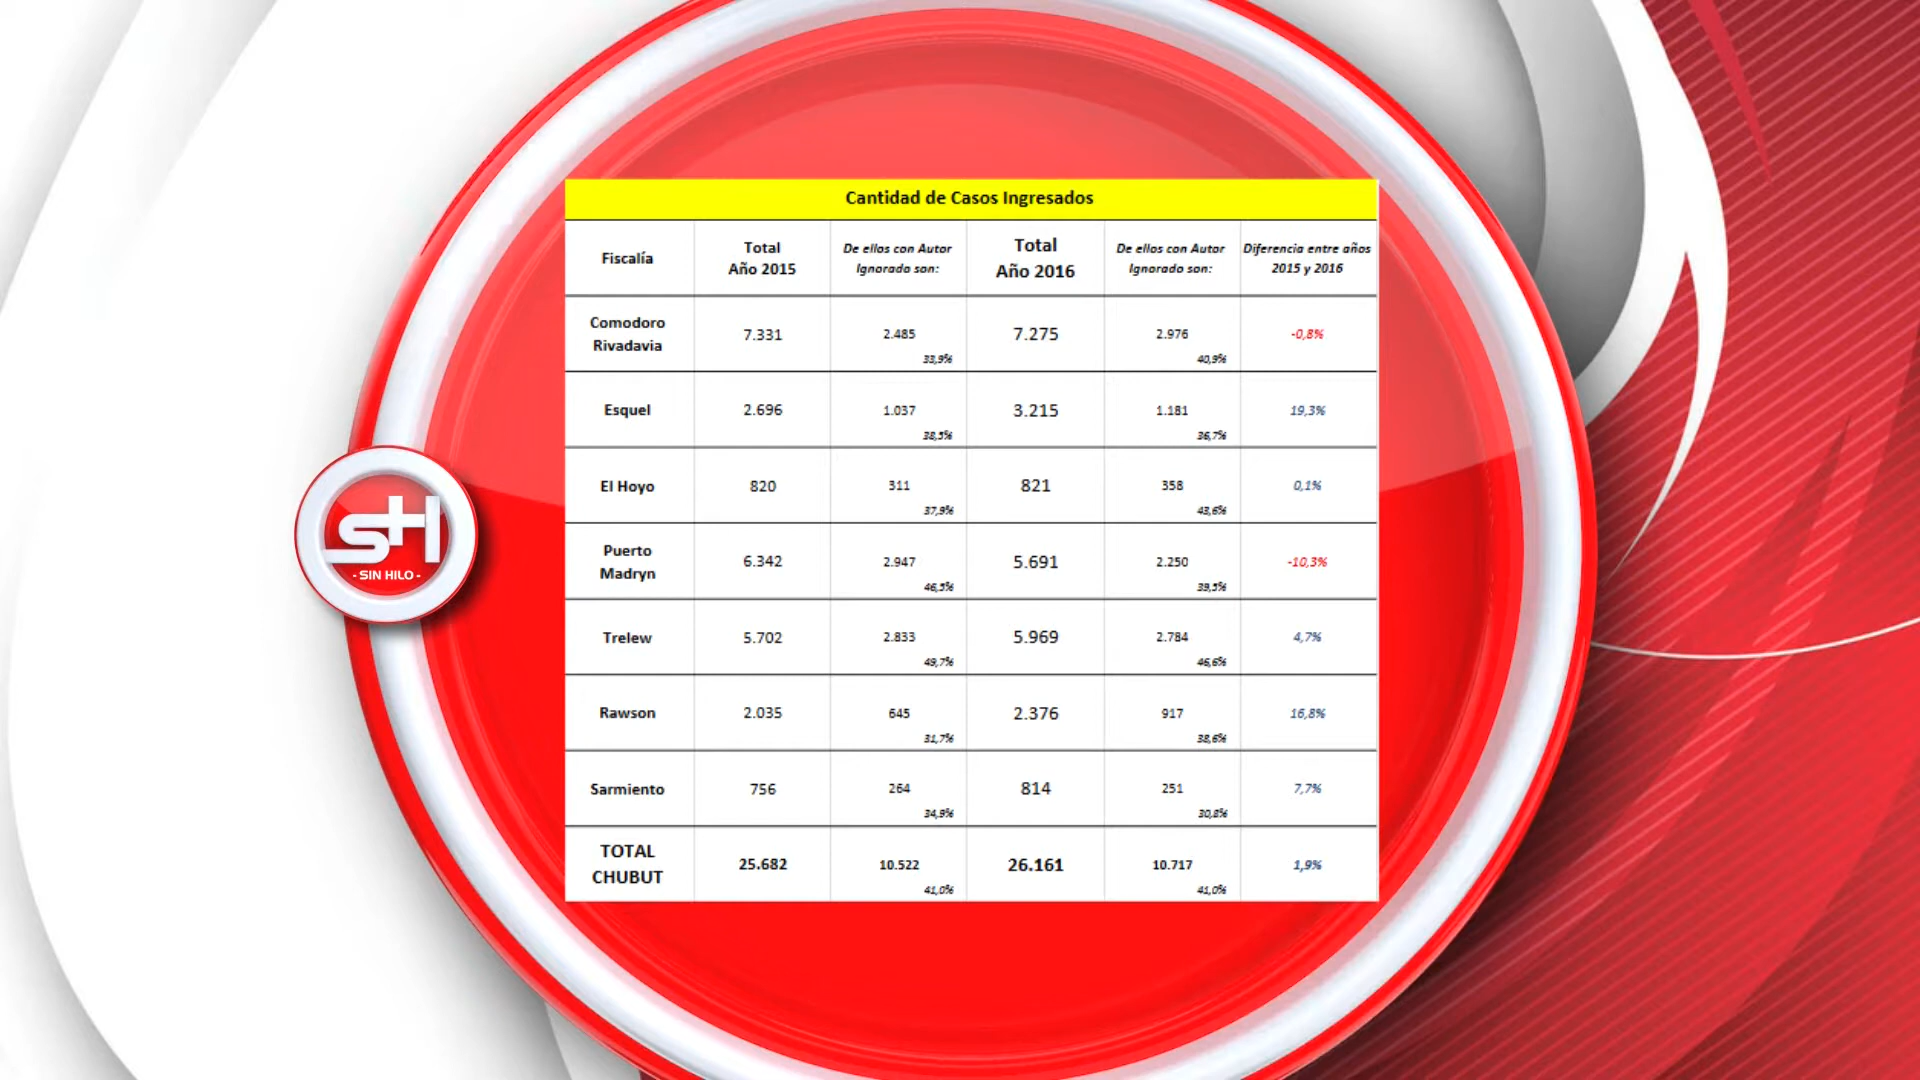 Cantidad de Casos Ingresados
Fiscalía
Total
Año 2015
De ellos con Autor
Ignorado son:
Total
Año 2016
De ellos con Autor
Ignorado son:
Diferencia entre años
2015 y 2016
Comodoro
Rivadavia
7.331
2.485
33,9%
7.275
2.976
40,9%
-0,8%
Esquel
2.696
1.037
38,5%
3.215
1.181
36,7%
19,3%
El Hoyo
820
311
37,9%
821
358
43,6%
0,1%
Puerto
Madryn
6.342
2.947
46,5%
5.691
2.250
39,5%
-10,3%
Trelew
5.702
2.833
49,7%
5.969
2.784
46,6%
4,7%
Rawson
2.035
645
31,7%
2.376
917
38,6%
16,8%
Sarmiento
756
264
34,9%
814
251
30,8%
7,7%
TOTAL
CHUBUT
25.682
10.522
41,0%
26.161
10.717
41,0%
1,9%
SH
- SIN HILO -